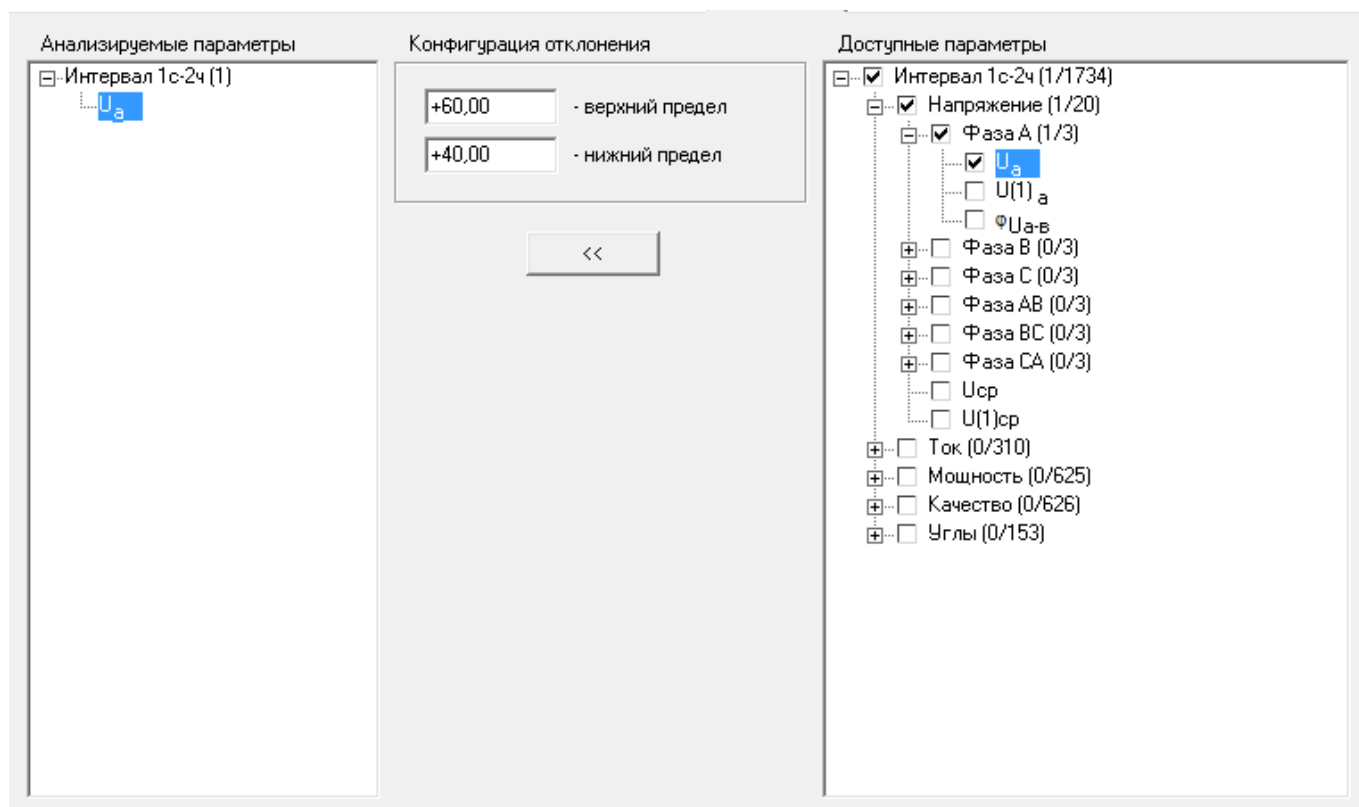 Анализируемые параметры
Интервал 1с-2ч (1)
Ua
Конфигурация отклонения
+60,00 - верхний предел
+40,00 - нижний предел
<<
Доступные параметры
Интервал 1с-2ч (1/1734)
Напряжение (1/20)
Фаза A (1/3)
Ua
U(1) a
φUa-в
Фаза B (0/3)
Фаза C (0/3)
Фаза AB (0/3)
Фаза BC (0/3)
Фаза CA (0/3)
Uср
U(1)ср
Ток (0/310)
Мощность (0/625)
Качество (0/626)
Углы (0/153)